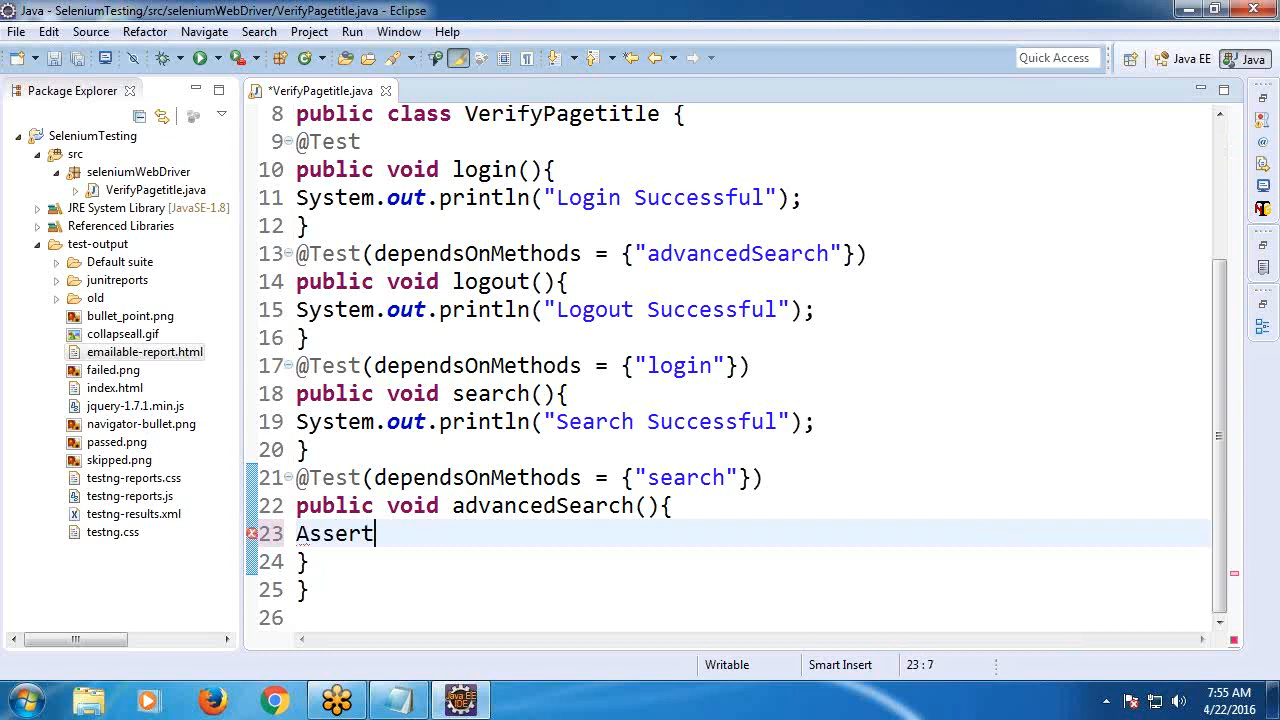 Java - SeleniumTesting/src/seleniumWebDriver/VerifyPagetitle.java - Eclipse
File Edit Source Refactor Navigate Search Project Run Window Help
Quick Access Java EE Java
Package Explorer
*VerifyPagetitle.java
SeleniumTesting
src
seleniumWebDriver
VerifyPagetitle.java
JRE System Library [JavaSE-1.8]
Referenced Libraries
test-output
Default suite
junitreports
old
bullet_point.png
collapseall.gif
emailable-report.html
failed.png
index.html
jquery-1.7.1.min.js
navigator-bullet.png
passed.png
skipped.png
testng-reports.css
testng-reports.js
testng-results.xml
testng.css
8 public class VerifyPagetitle {
9 @Test
10 public void login(){
11 System.out.println("Login Successful");
12 }
13 @Test(dependsOnMethods = {"advancedSearch"})
14 public void logout(){
15 System.out.println("Logout Successful");
16 }
17 @Test(dependsOnMethods = {"login"})
18 public void search(){
19 System.out.println("Search Successful");
20 }
21 @Test(dependsOnMethods = {"search"})
22 public void advancedSearch(){
23 Assert
24 }
25 }
26
Writable Smart Insert 23 : 7
Java EE
IDE
7:55 AM
4/22/2016